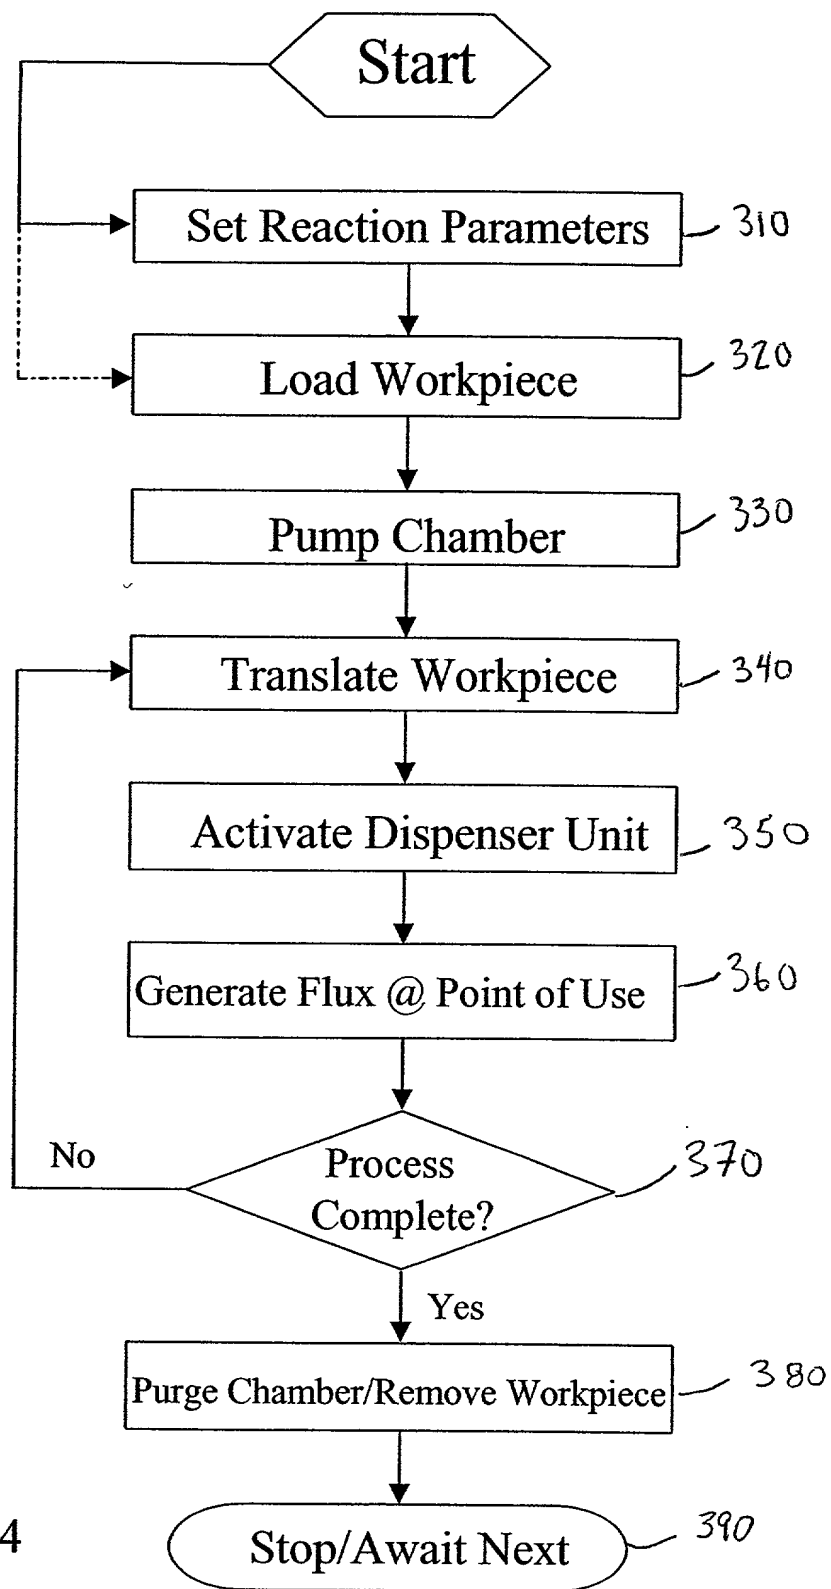 Start
Set Reaction Parameters 310
Load Workpiece 320
Pump Chamber 330
Translate Workpiece 340
Activate Dispenser Unit 350
Generate Flux @ Point of Use 360
No
Process
Complete?
370
Yes
Purge Chamber/Remove Workpiece 380
4
Stop/Await Next 390